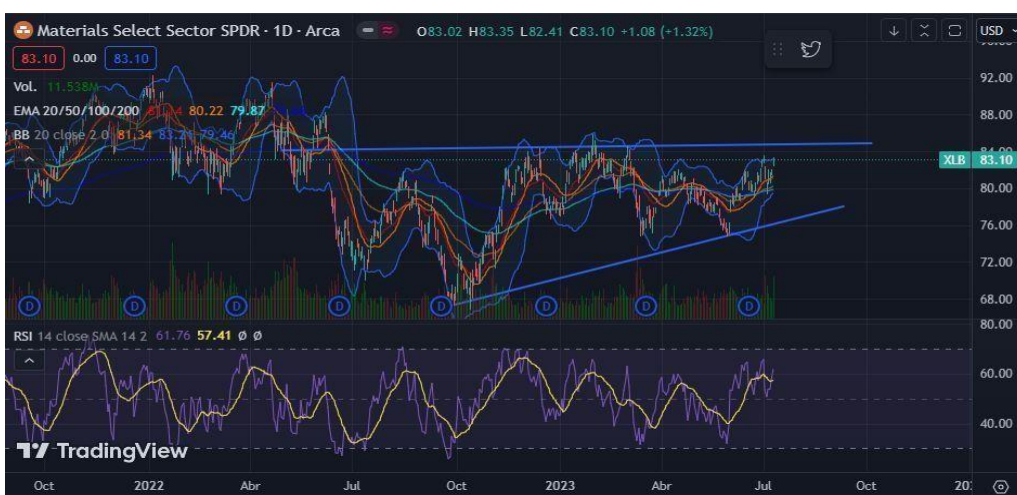 Materials Select Sector SPDR · 1D · Arca O83.02 H83.35 L82.41 C83.10 +1.08 (+1.32%)
USD
83.10 0.00 83.10
Vol. 11.538M
EMA 20/50/100/200 80.22 79.87
BB 20 close 2 0 81.34 79.46
92.00
88.00
84.00
XLB 83.10
80.00
76.00
72.00
68.00
D D D D D D D D
RSI 14 close SMA 14 2 61.76 57.41 Ø Ø
80.00
60.00
40.00
TradingView
Oct 2022 Abr Jul Oct 2023 Abr Jul Oct